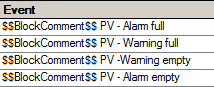 Event
$$BlockComment$$ PV - Alarm full
$$BlockComment$$ PV - Warning full
$$BlockComment$$ PV -Warning empty
$$BlockComment$$ PV - Alarm empty